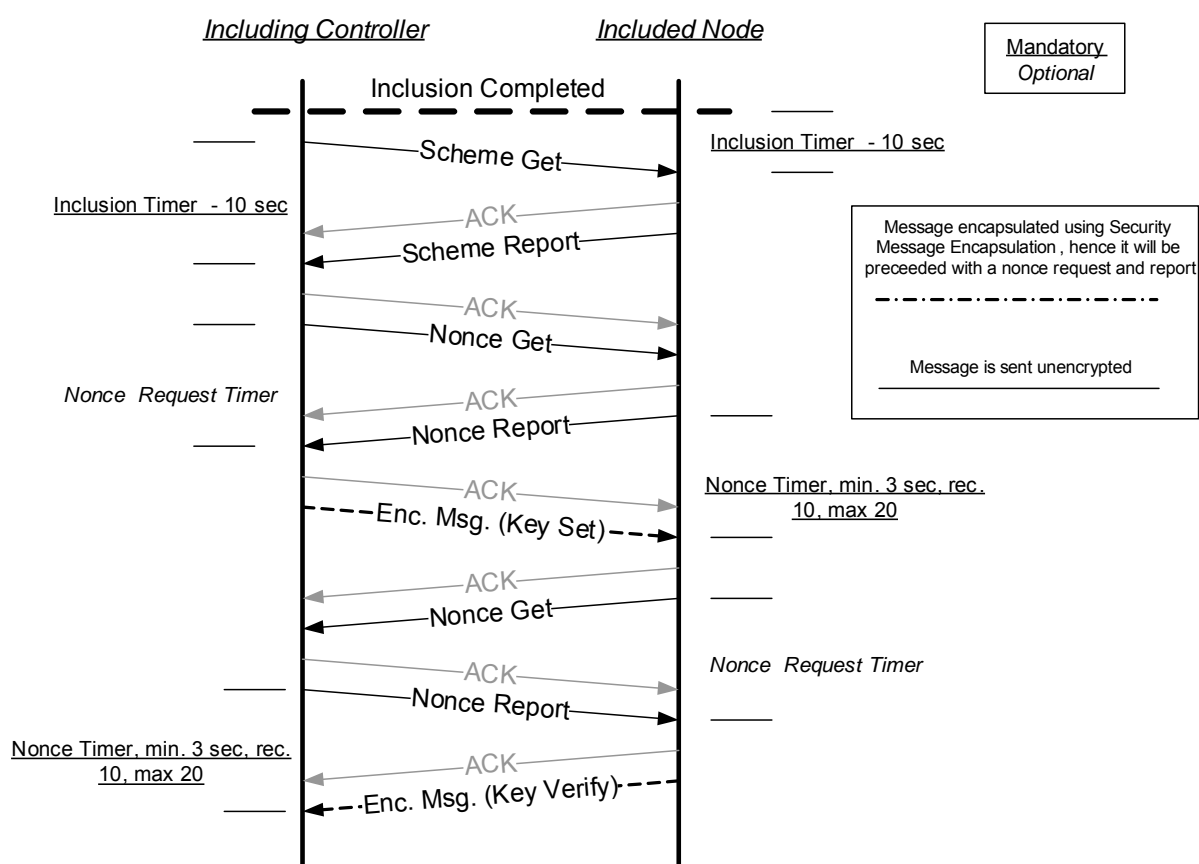 Including Controller
Included Node
Mandatory
Optional
Inclusion Completed
Inclusion Timer - 10 sec
Scheme Get
Inclusion Timer - 10 sec
ACK
Scheme Report
Message encapsulated using Security
Message Encapsulation , hence it will be
preceeded with a nonce request and report
ACK
Nonce Get
Message is sent unencrypted
Nonce Request Timer
ACK
Nonce Report
ACK
Nonce Timer, min. 3 sec, rec.
10, max 20
Enc. Msg. (Key Set)
ACK
Nonce Get
ACK
Nonce Request Timer
Nonce Report
Nonce Timer, min. 3 sec, rec.
10, max 20
ACK
Enc. Msg. (Key Verify)